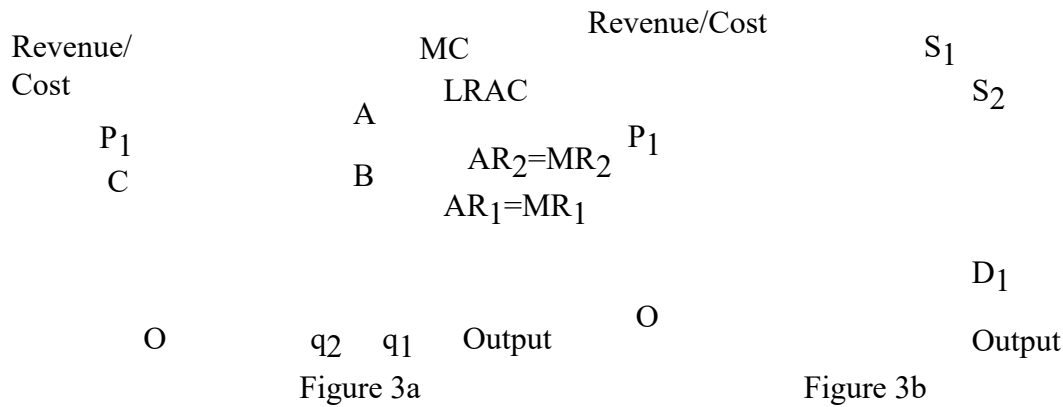 Revenue/Cost
Revenue/
Cost
MC
S1
LRAC
S2
A
P1
P1
AR2=MR2
C
B
AR1=MR1
D1
O
O
q2 q1 Output
Output
Figure 3a
Figure 3b